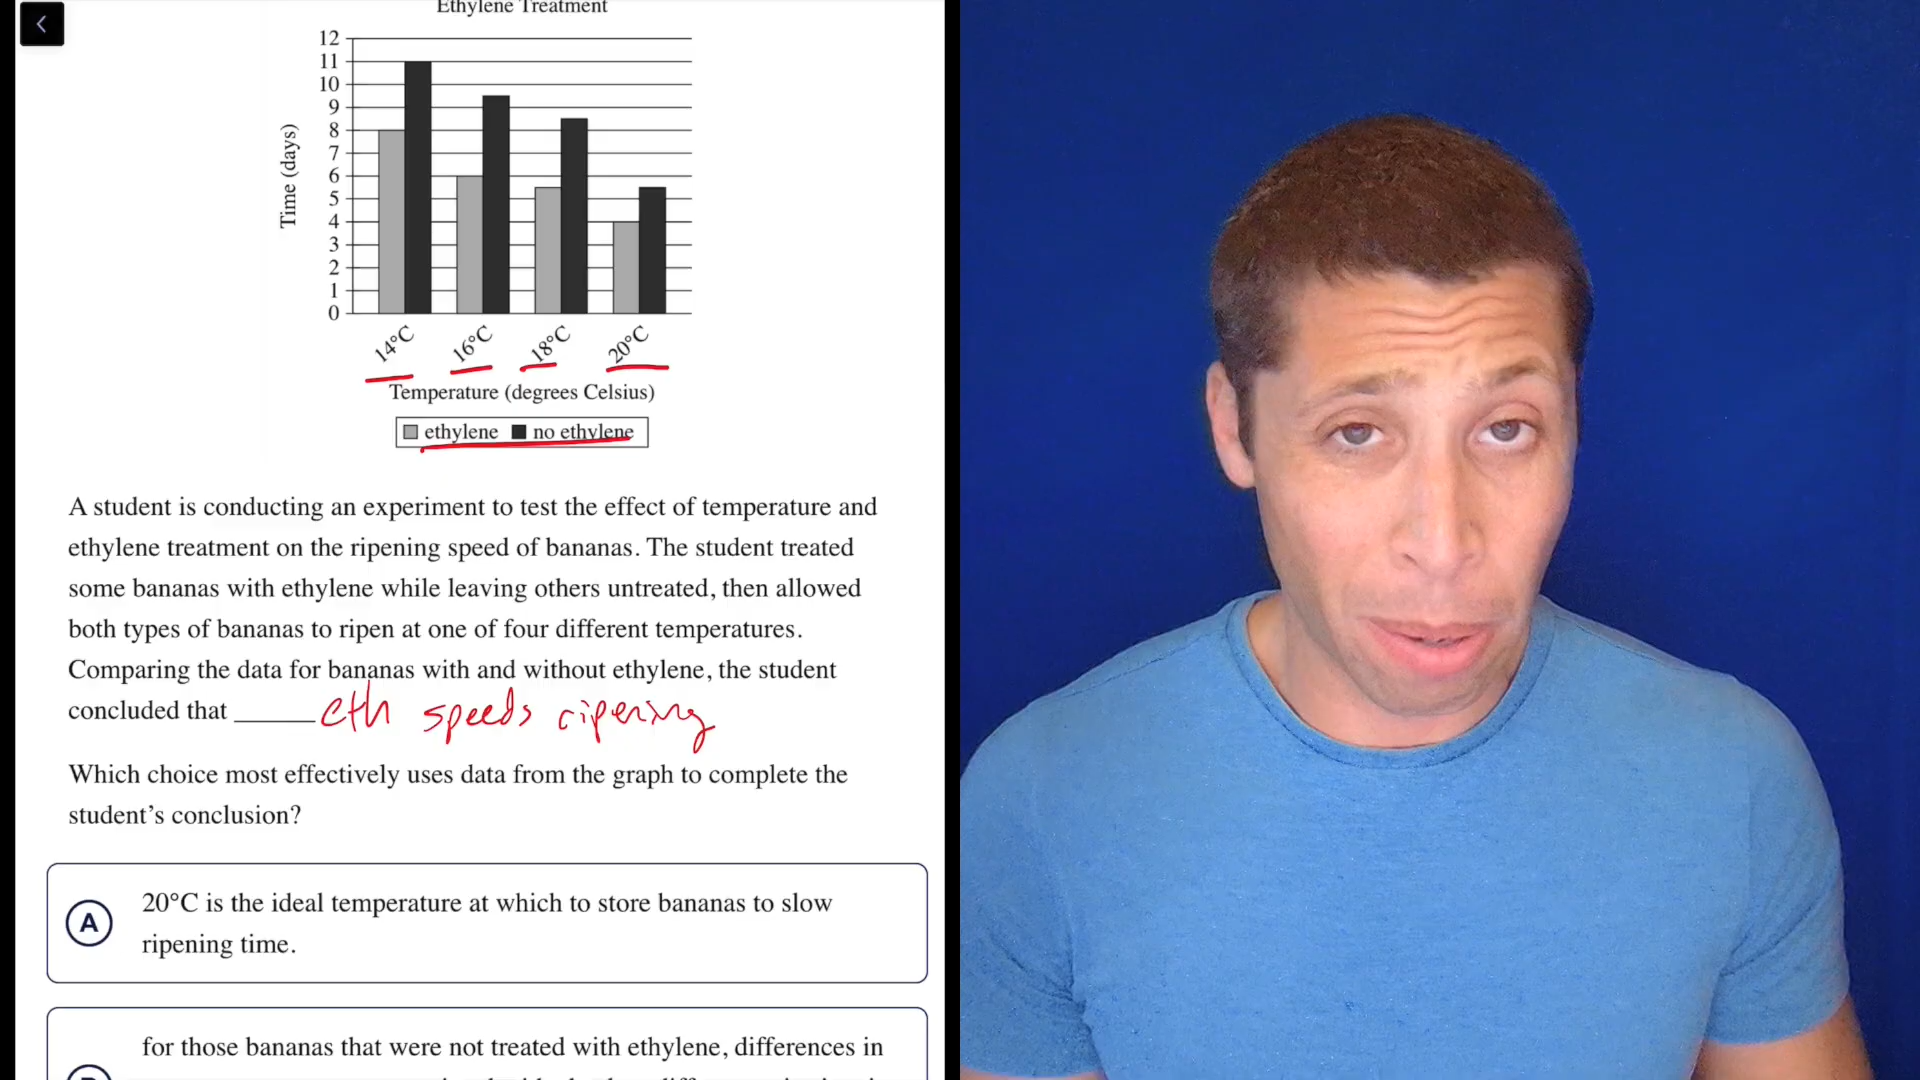 Ethylene Treatment
12
11
10
9
8
7
6
5
4
3
2
1
0
Time (days)
14°C 16°C 18°C 20°C
Temperature (degrees Celsius)
ethylene no ethylene
A student is conducting an experiment to test the effect of temperature and
ethylene treatment on the ripening speed of bananas. The student treated
some bananas with ethylene while leaving others untreated, then allowed
both types of bananas to ripen at one of four different temperatures.
Comparing the data for bananas with and without ethylene, the student
concluded that ______ eth speeds ripening
Which choice most effectively uses data from the graph to complete the
student’s conclusion?
A 20°C is the ideal temperature at which to store bananas to slow
ripening time.
for those bananas that were not treated with ethylene, differences in